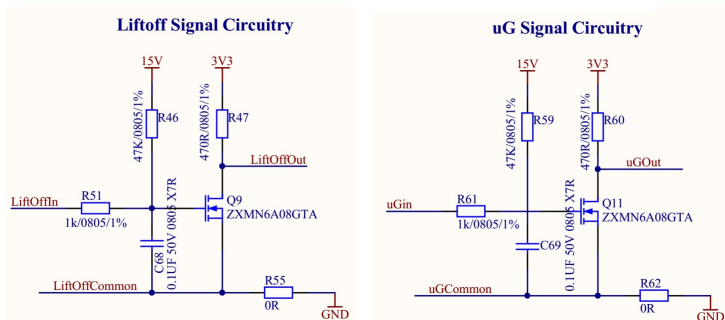 Liftoff Signal Circuitry
15V
3V3
R46
47K/0805/1%
R47
470R/0805/1%
LiftOffOut
LiftOffIn
R51
1k/0805/1%
Q9
ZXMN6A08GTA
C68
0.1UF 50V 0805 X7R
LiftOffCommon
R55
0R
GND
uG Signal Circuitry
15V
3V3
R59
47K/0805/1%
R60
470R/0805/1%
uGOut
uGin
R61
1k/0805/1%
Q11
ZXMN6A08GTA
C69
0.1UF 50V 0805 X7R
uGCommon
R62
0R
GND